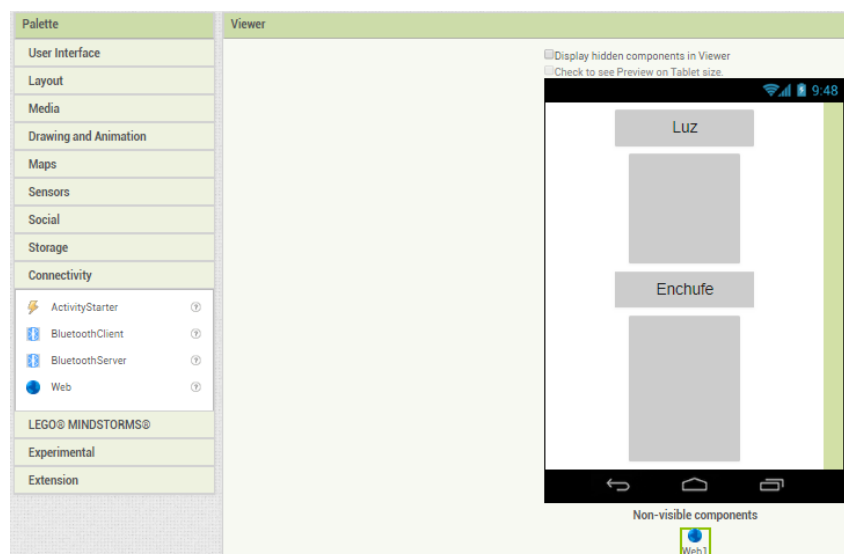 Palette
User Interface
Layout
Media
Drawing and Animation
Maps
Sensors
Social
Storage
Connectivity
ActivityStarter ?
BluetoothClient ?
BluetoothServer ?
Web ?
LEGO® MINDSTORMS®
Experimental
Extension
Viewer
Display hidden components in Viewer
Check to see Preview on Tablet size.
9:48
Luz
Enchufe
Non-visible components
Web1